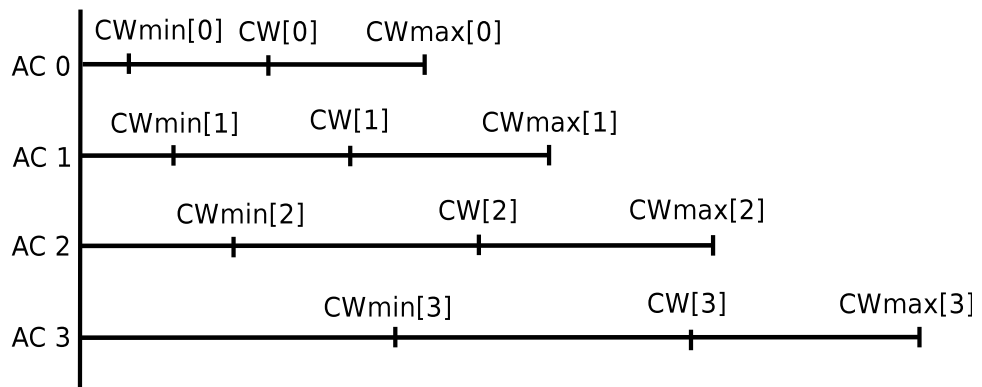 CWmin[0] CW[0] CWmax[0]
AC 0
CWmin[1] CW[1] CWmax[1]
AC 1
CWmin[2] CW[2] CWmax[2]
AC 2
CWmin[3] CW[3] CWmax[3]
AC 3